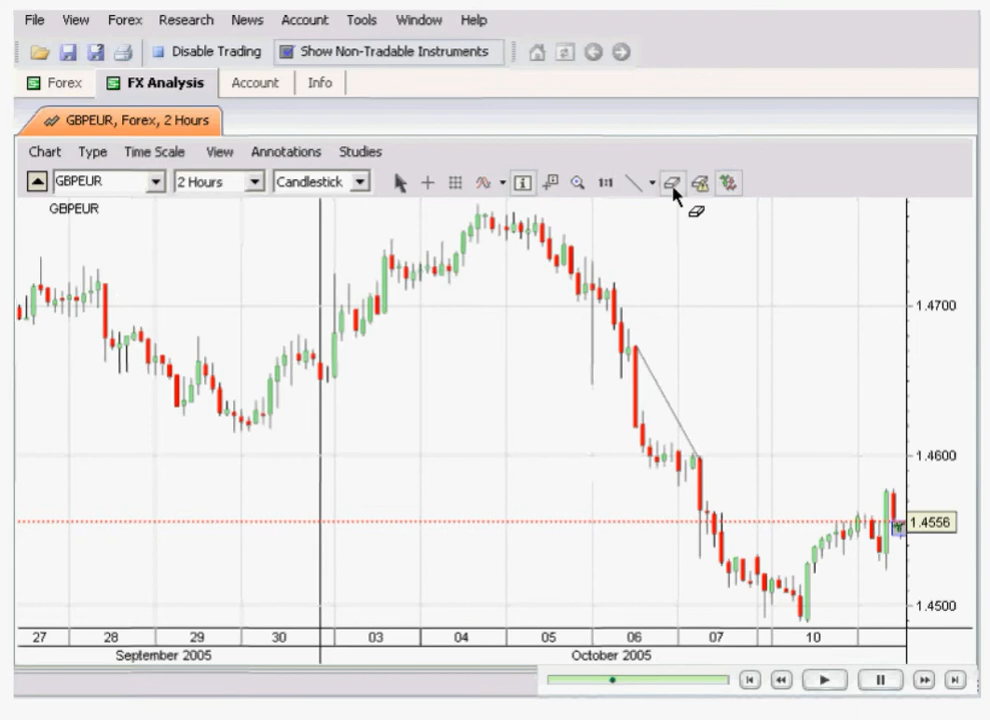 File View Forex Research News Account Tools Window Help
Disable Trading Show Non-Tradable Instruments
Forex FX Analysis Account Info
GBPEUR, Forex, 2 Hours
Chart Type Time Scale View Annotations Studies
GBPEUR 2 Hours Candlestick 1:1
GBPEUR
1.4700
1.4600
1.4556
1.4500
27 28 29 30 03 04 05 06 07 10
September 2005 October 2005